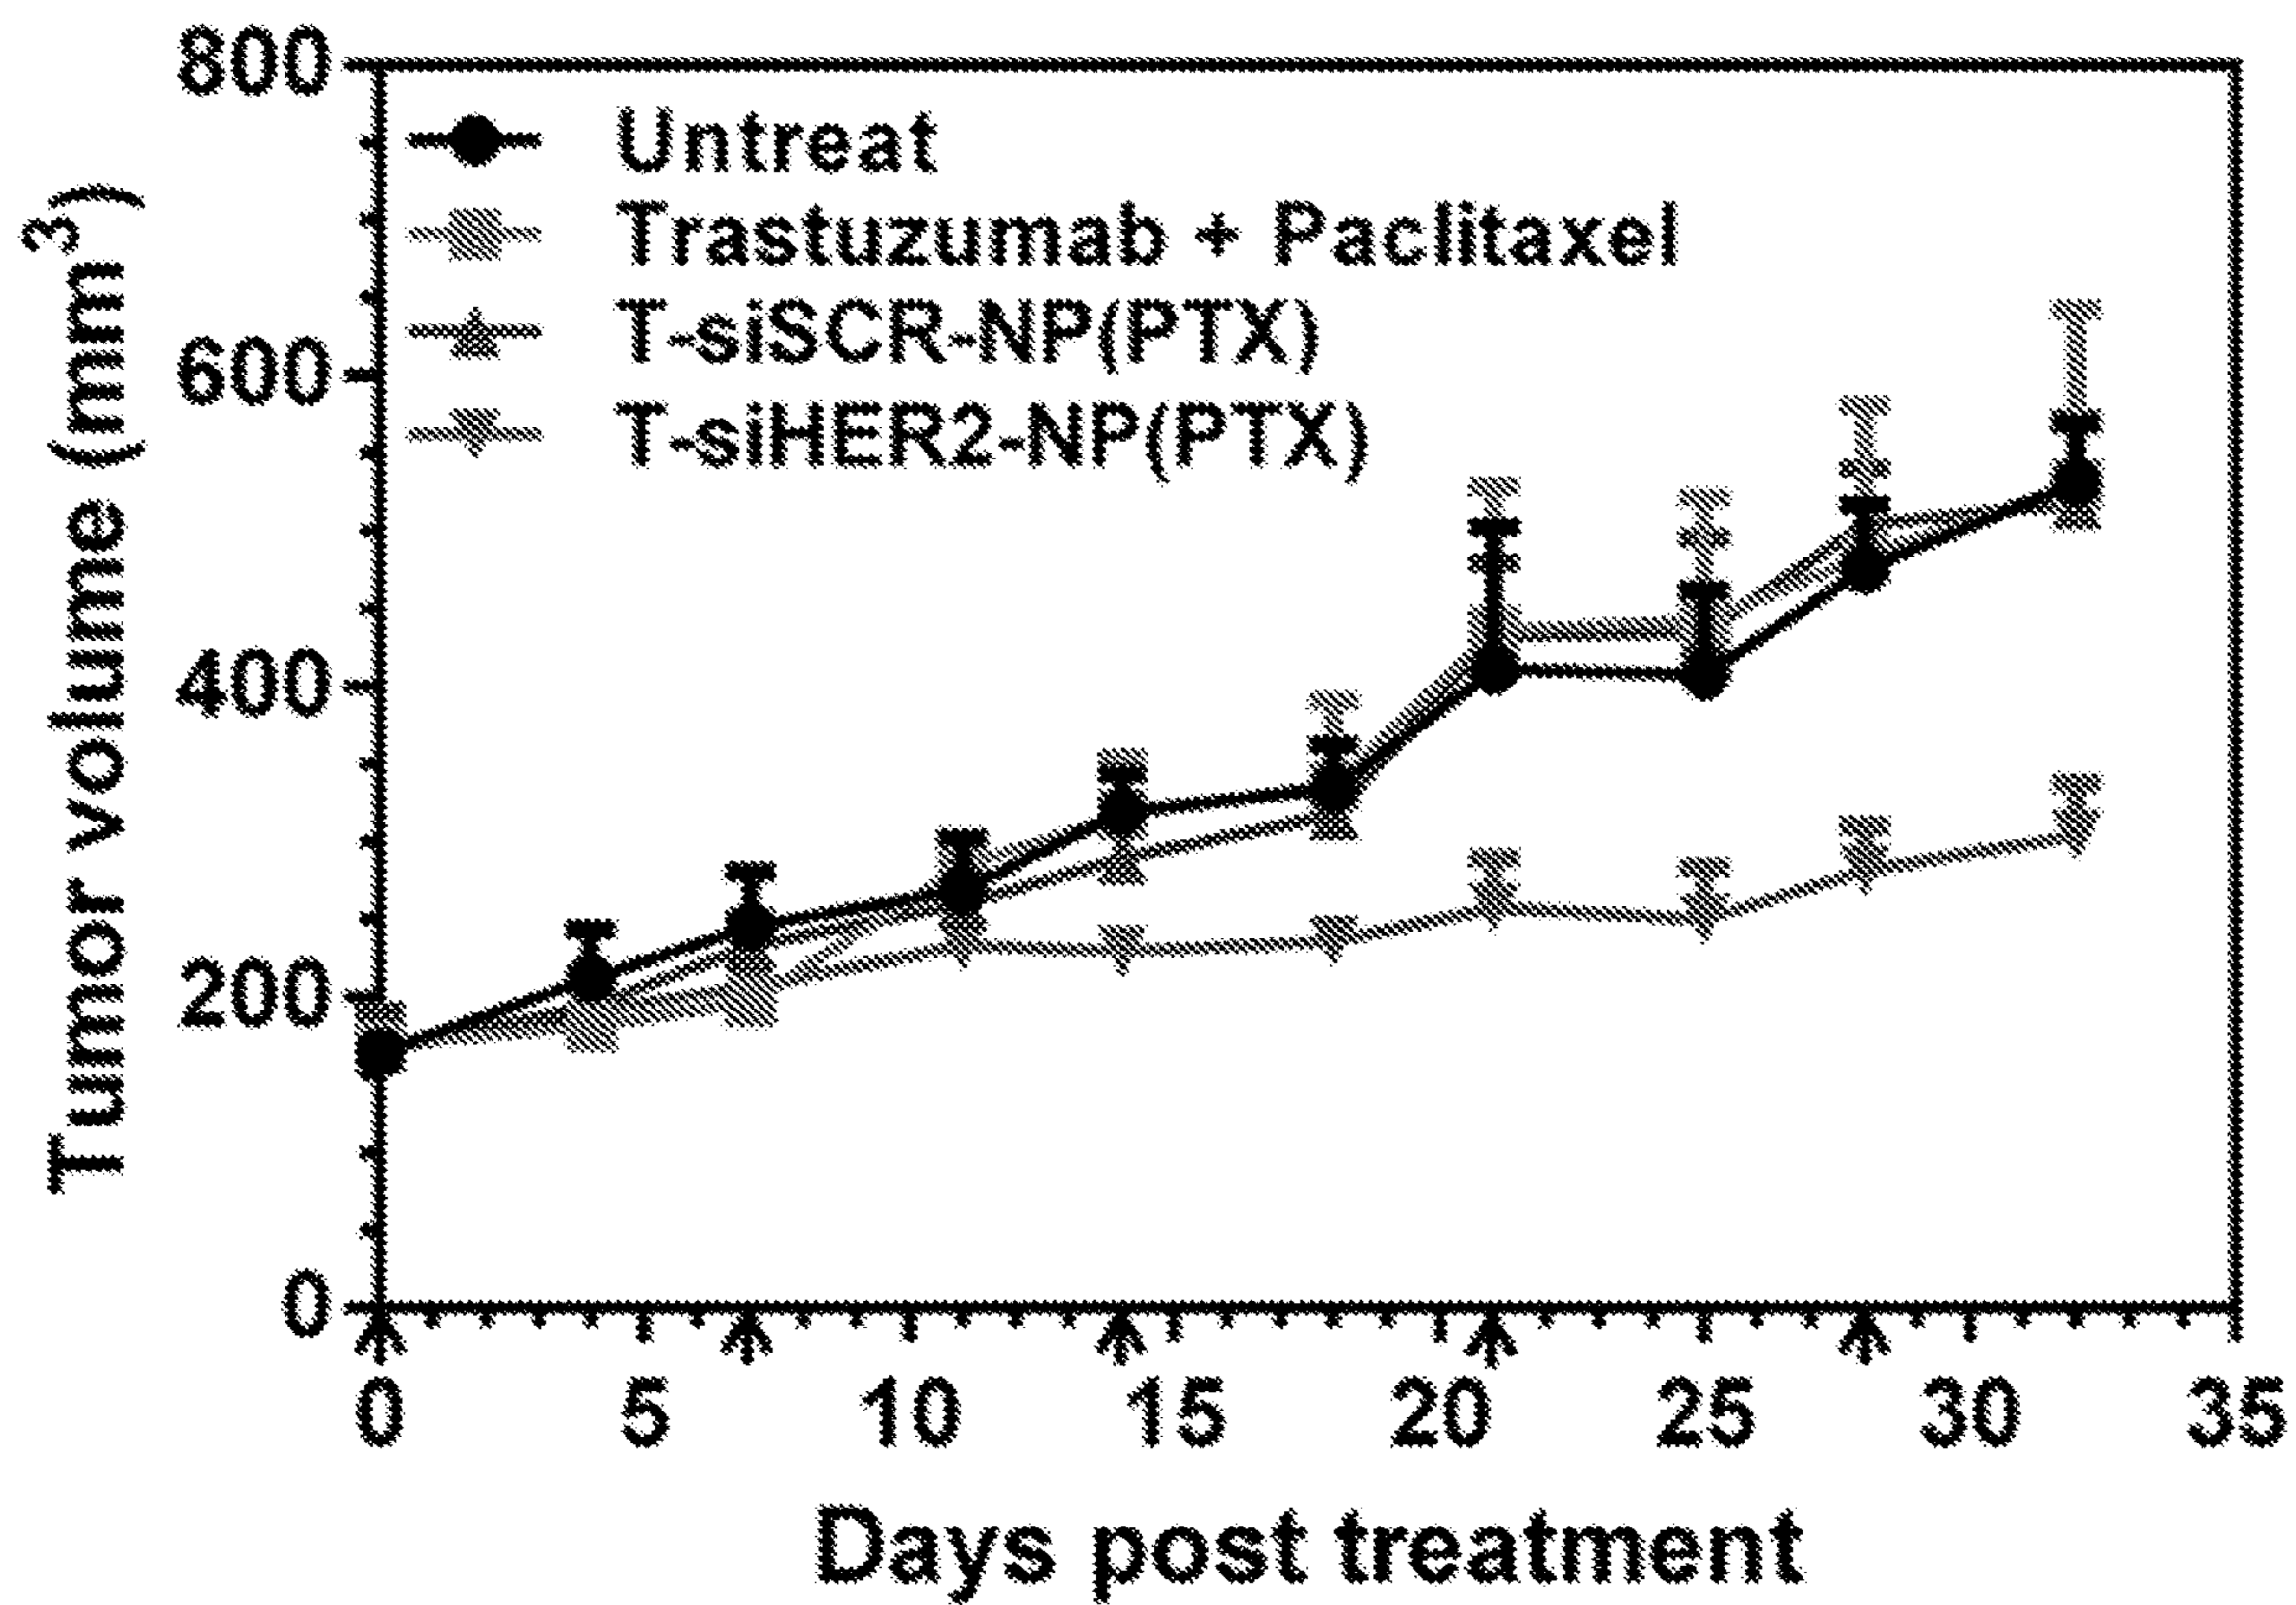 800
600
400
200
0
Tumor volume (mm³)
Untreat
Trastuzumab + Paclitaxel
T-siSCR-NP(PTX)
T-siHER2-NP(PTX)
0 5 10 15 20 25 30 35
Days post treatment